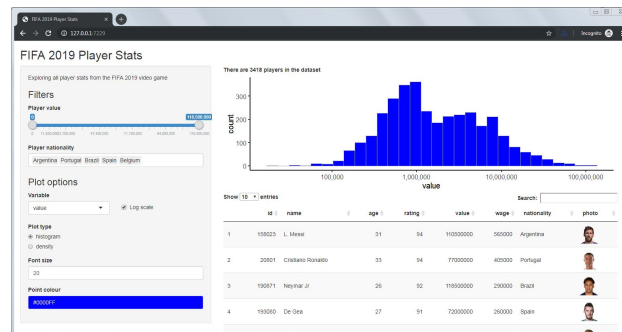 FIFA 2019 Player Stats
127.0.0.1:7229
Incognito
FIFA 2019 Player Stats
Exploring all player stats from the FIFA 2019 video game
Filters
Player value
0
118,500,000
Player nationality
Argentina Portugal Brazil Spain Belgium
Plot options
Variable
value
Log scale
Plot type
histogram
density
Font size
20
Point colour
#0000FF
There are 3418 players in the dataset
count
300
200
100
0
100,000 1,000,000 10,000,000 100,000,000
value
Show 10 entries
Search:
id name age rating value wage nationality photo
1 158023 L. Messi 31 94 110500000 565000 Argentina
2 20801 Cristiano Ronaldo 33 94 77000000 405000 Portugal
3 190871 Neymar Jr 26 92 118500000 290000 Brazil
4 193080 De Gea 27 91 72000000 260000 Spain